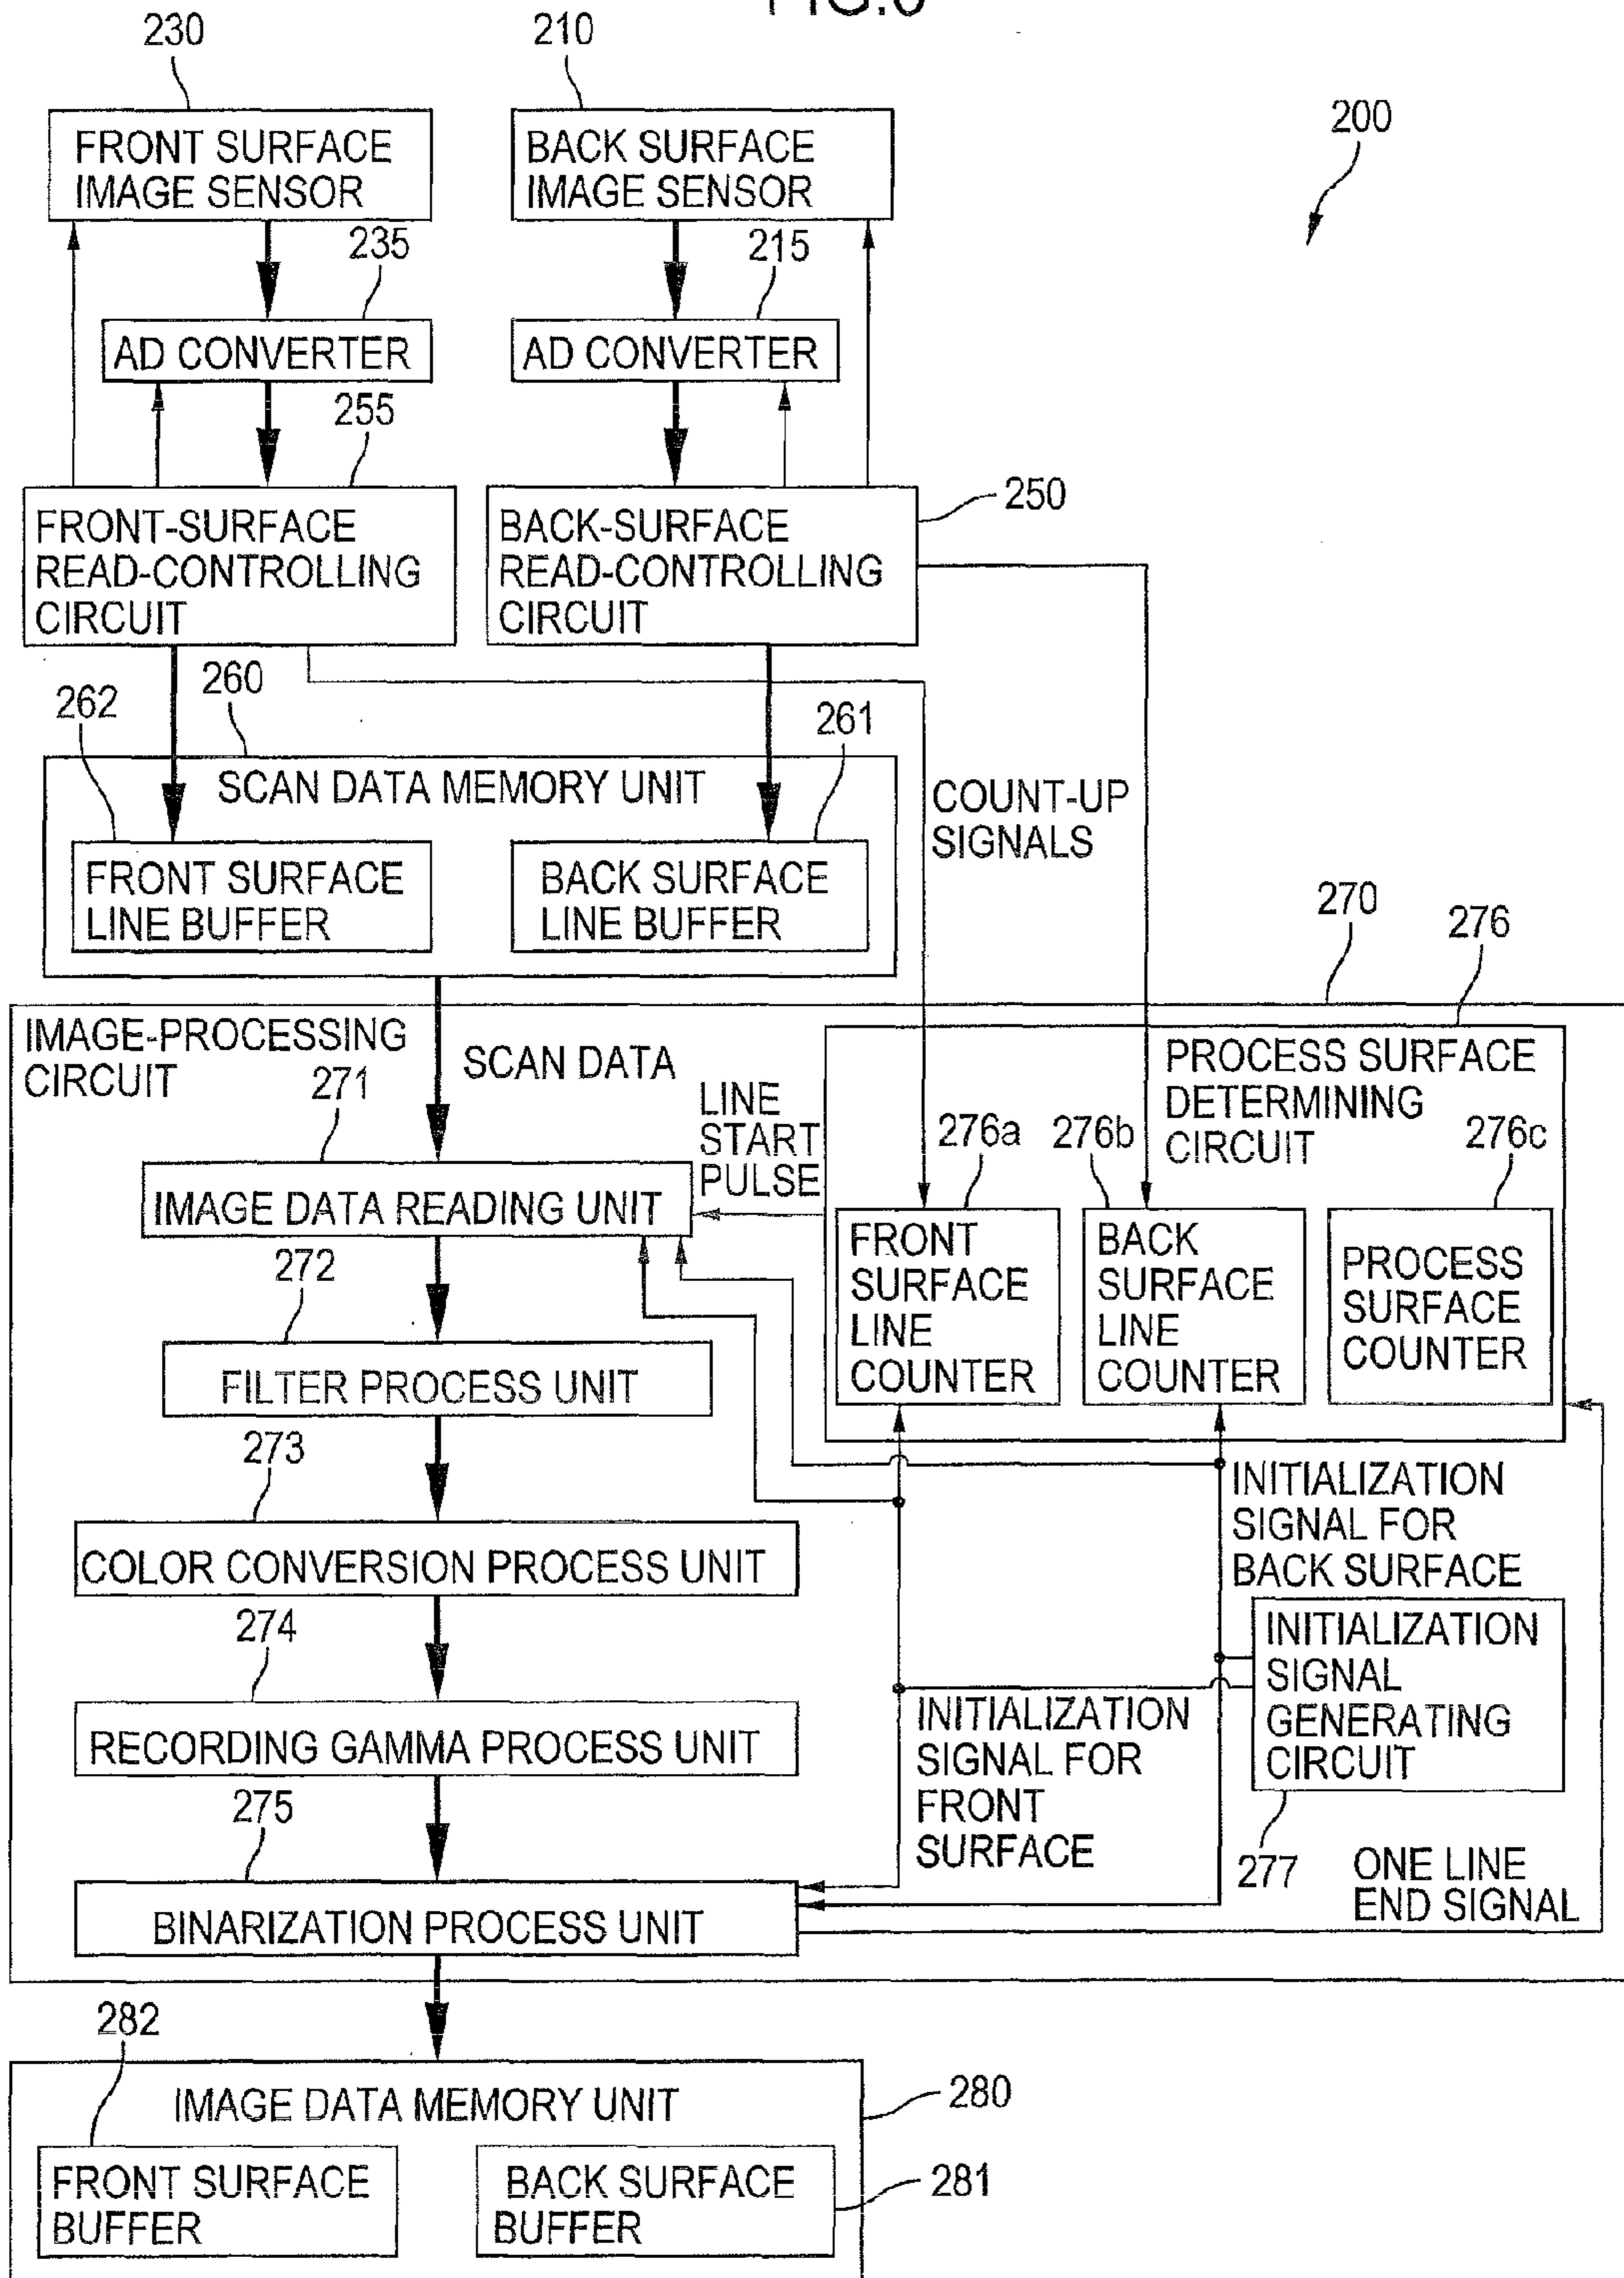 FIG.
230
210
200
FRONT SURFACE
IMAGE SENSOR
BACK SURFACE
IMAGE SENSOR
235
215
AD CONVERTER
AD CONVERTER
255
250
FRONT-SURFACE
READ-CONTROLLING
CIRCUIT
BACK-SURFACE
READ-CONTROLLING
CIRCUIT
262
260
261
SCAN DATA MEMORY UNIT
FRONT SURFACE
LINE BUFFER
BACK SURFACE
LINE BUFFER
COUNT-UP
SIGNALS
270
276
IMAGE-PROCESSING
CIRCUIT
SCAN DATA
271
LINE
START
PULSE
PROCESS SURFACE
DETERMINING
CIRCUIT
276a
276b
276c
IMAGE DATA READING UNIT
FRONT
SURFACE
LINE
COUNTER
BACK
SURFACE
LINE
COUNTER
PROCESS
SURFACE
COUNTER
272
FILTER PROCESS UNIT
273
COLOR CONVERSION PROCESS UNIT
INITIALIZATION
SIGNAL FOR
BACK SURFACE
274
RECORDING GAMMA PROCESS UNIT
INITIALIZATION
SIGNAL
GENERATING
CIRCUIT
INITIALIZATION
SIGNAL FOR
FRONT
SURFACE
277
275
BINARIZATION PROCESS UNIT
ONE LINE
END SIGNAL
282
IMAGE DATA MEMORY UNIT
280
FRONT SURFACE
BUFFER
BACK SURFACE
BUFFER
281